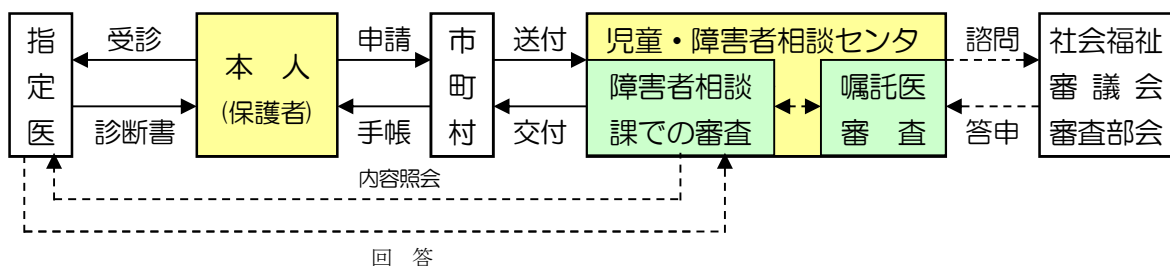 指定医
受診
診断書
本　人
(保護者)
申請
手帳
市町村
送付
交付
児童・障害者相談センタ
障害者相談
課での審査
嘱託医
審　査
諮問
答申
社会福祉
審議会
審査部会
内容照会
回　答